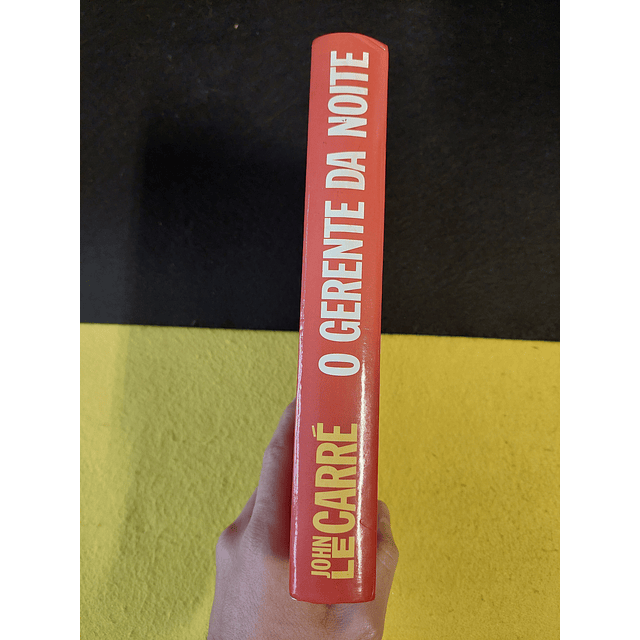 JOHN
LE CARRÉ
O GERENTE DA NOITE